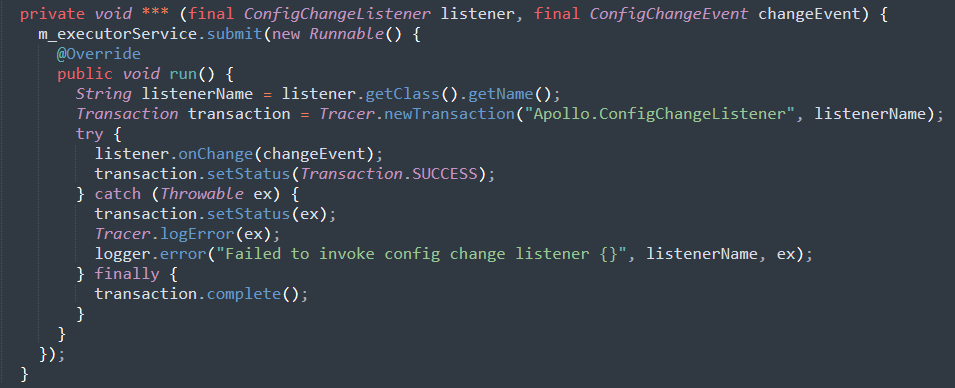 private void *** (final ConfigChangeListener listener, final ConfigChangeEvent changeEvent) {
  m_executorService.submit(new Runnable() {
    @Override
    public void run() {
      String listenerName = listener.getClass().getName();
      Transaction transaction = Tracer.newTransaction("Apollo.ConfigChangeListener", listenerName);
      try {
        listener.onChange(changeEvent);
        transaction.setStatus(Transaction.SUCCESS);
      } catch (Throwable ex) {
        transaction.setStatus(ex);
        Tracer.logError(ex);
        logger.error("Failed to invoke config change listener {}", listenerName, ex);
      } finally {
        transaction.complete();
      }
    }
  });
}